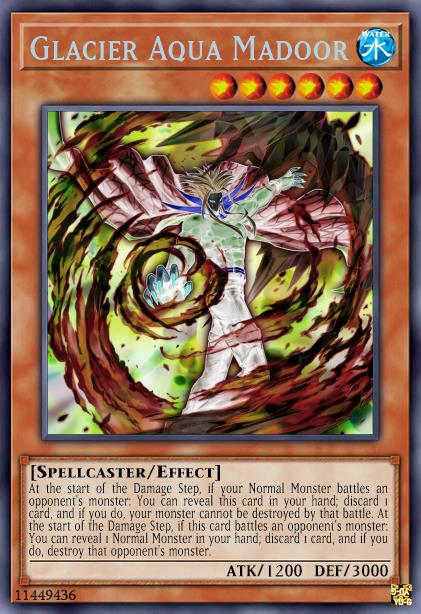 Glacier Aqua Madoor
WATER
水
[Spellcaster/Effect]
At the start of the Damage Step, if your Normal Monster battles an
opponent's monster: You can reveal this card in your hand; discard 1
card, and if you do, your monster cannot be destroyed by that battle. At
the start of the Damage Step, if this card battles an opponent's monster:
You can reveal 1 Normal Monster in your hand; discard 1 card, and if you
do, destroy that opponent's monster.
ATK/1200 DEF/3000
11449436